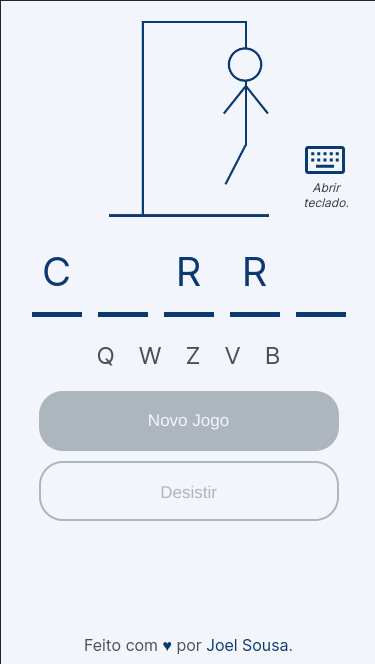 Abrir
teclado.
C R R
Q W Z V B
Novo Jogo
Desistir
Feito com ♥ por Joel Sousa.